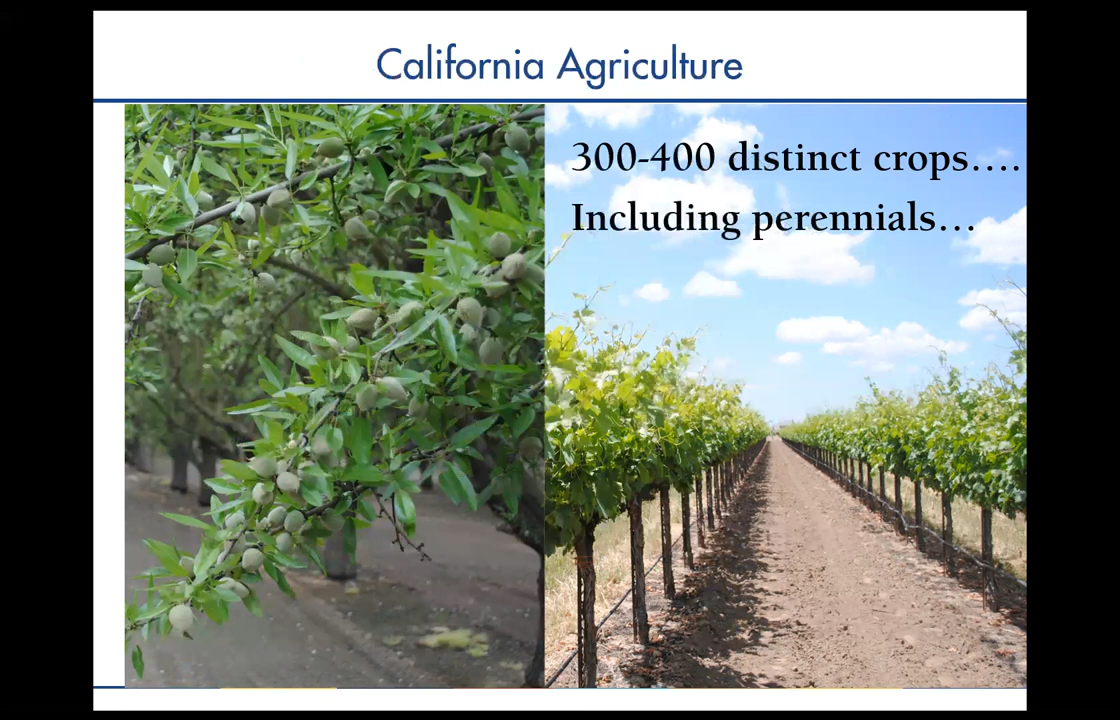 California Agriculture
300-400 distinct crops....
Including perennials...